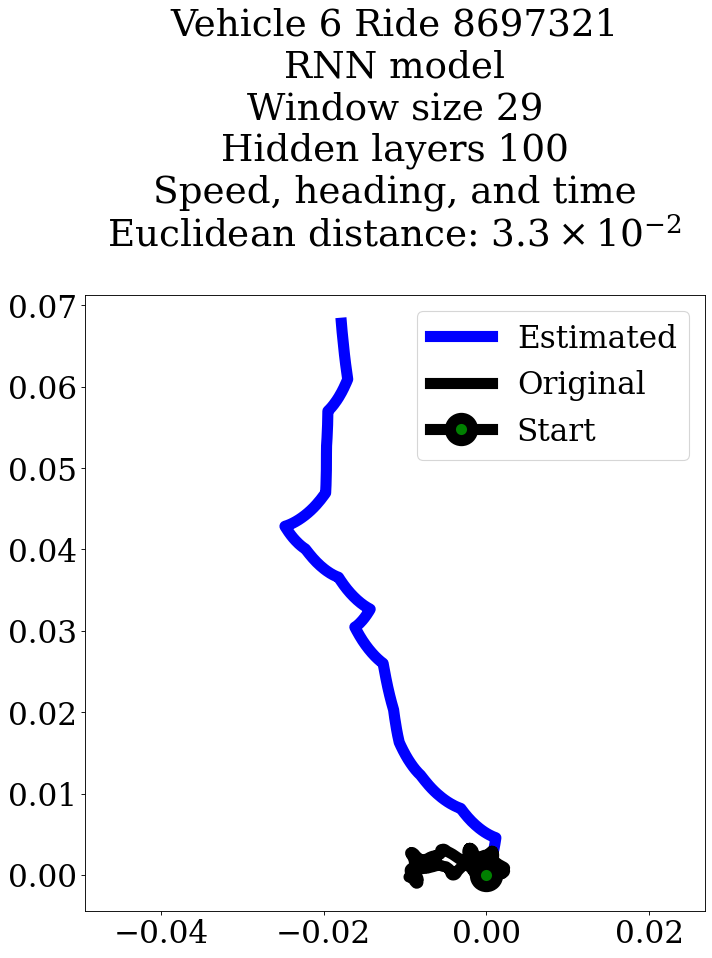 Vehicle 6 Ride 8697321
RNN model
Window size 29
Hidden layers 100
Speed, heading, and time
Euclidean distance: 3.3 × 10⁻²
0.07
0.06
0.05
0.04
0.03
0.02
0.01
0.00
Estimated
Original
Start
−0.04
−0.02
0.00
0.02